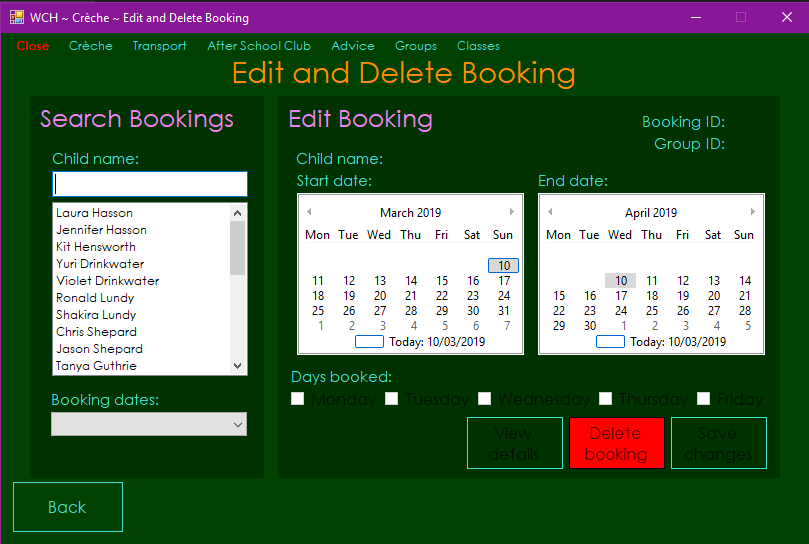 WCH ~ Crèche ~ Edit and Delete Booking
Close Crèche Transport After School Club Advice Groups Classes
Edit and Delete Booking
Search Bookings
Child name:
Laura Hasson
Jennifer Hasson
Kit Hensworth
Yuri Drinkwater
Violet Drinkwater
Ronald Lundy
Shakira Lundy
Chris Shepard
Jason Shepard
Tanya Guthrie
Booking dates:
Edit Booking
Booking ID:
Group ID:
Child name:
Start date:
March 2019
Mon Tue Wed Thu Fri Sat Sun
10
11 12 13 14 15 16 17
18 19 20 21 22 23 24
25 26 27 28 29 30 31
1 2 3 4 5 6 7
Today: 10/03/2019
End date:
April 2019
Mon Tue Wed Thu Fri Sat Sun
10 11 12 13 14
15 16 17 18 19 20 21
22 23 24 25 26 27 28
29 30 1 2 3 4 5
Today: 10/03/2019
Days booked:
Monday Tuesday Wednesday Thursday Friday
View
details
Delete
booking
Save
changes
Back